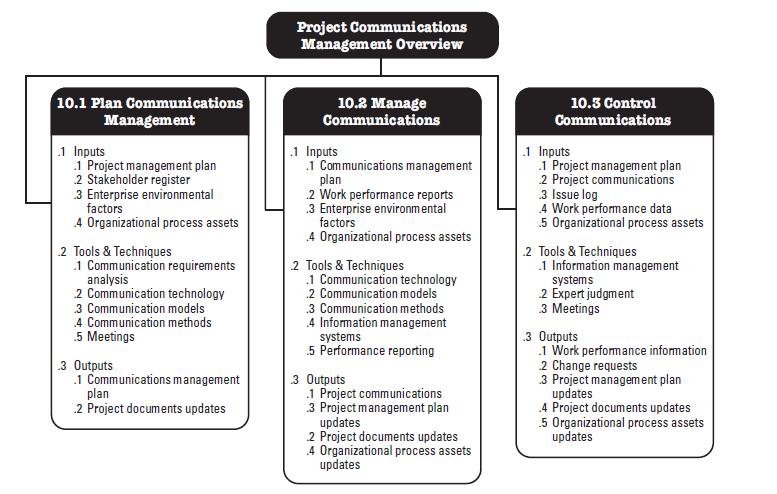 Project Communications
Management Overview
10.1 Plan Communications
Management
.1 Inputs
.1 Project management plan
.2 Stakeholder register
.3 Enterprise environmental
factors
.4 Organizational process assets
.2 Tools & Techniques
.1 Communication requirements
analysis
.2 Communication technology
.3 Communication models
.4 Communication methods
.5 Meetings
.3 Outputs
.1 Communications management
plan
.2 Project documents updates
10.2 Manage
Communications
.1 Inputs
.1 Communications management
plan
.2 Work performance reports
.3 Enterprise environmental
factors
.4 Organizational process assets
.2 Tools & Techniques
.1 Communication technology
.2 Communication models
.3 Communication methods
.4 Information management
systems
.5 Performance reporting
.3 Outputs
.1 Project communications
.3 Project management plan
updates
.2 Project documents updates
.4 Organizational process assets
updates
10.3 Control
Communications
.1 Inputs
.1 Project management plan
.2 Project communications
.3 Issue log
.4 Work performance data
.5 Organizational process assets
.2 Tools & Techniques
.1 Information management
systems
.2 Expert judgment
.3 Meetings
.3 Outputs
.1 Work performance information
.2 Change requests
.3 Project management plan
updates
.4 Project documents updates
.5 Organizational process assets
updates